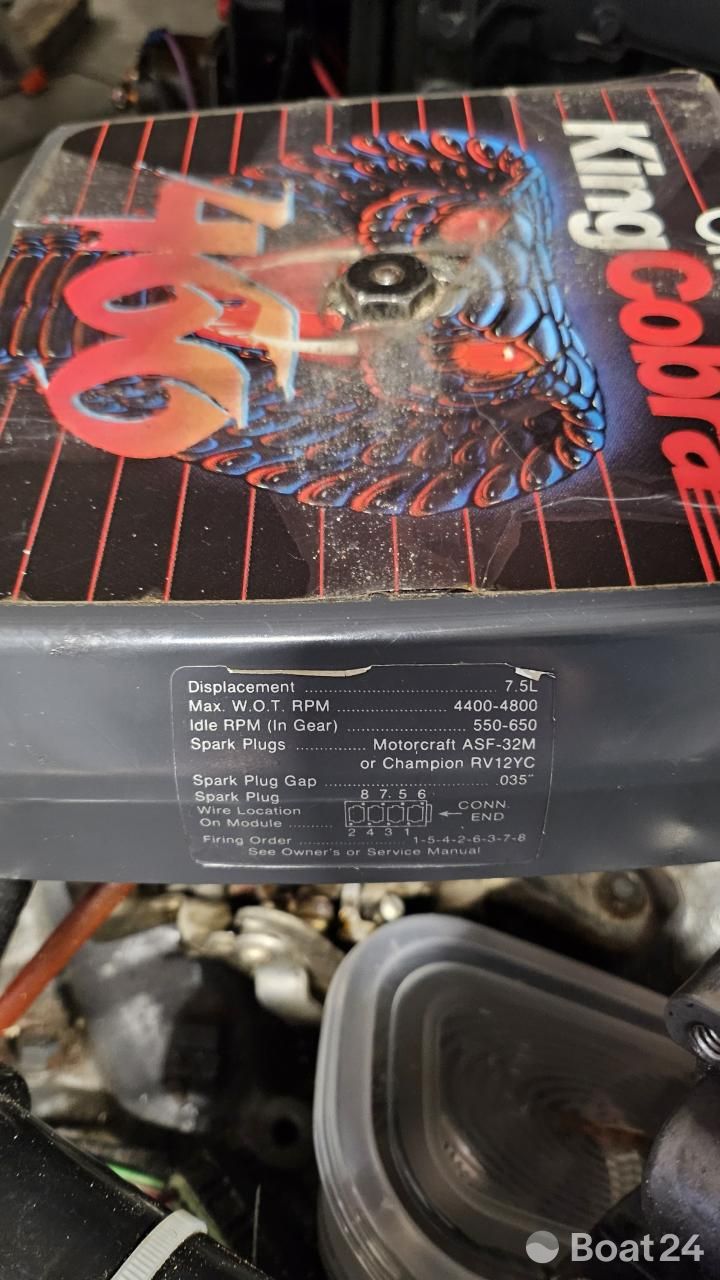 King
Cobra
460
Displacement ........................................ 7.5L
Max. W.O.T. RPM ........................ 4400-4800
Idle RPM (In Gear) ......................... 550-650
Spark Plugs ............... Motorcraft ASF-32M
or Champion RV12YC
Spark Plug Gap .............................. .035"
Spark Plug
Wire Location
On Module .........
8 7 5 6
2 4 3 1
CONN.
END
Firing Order ...................... 1-5-4-2-6-3-7-8
See Owner's or Service Manual
Boat24